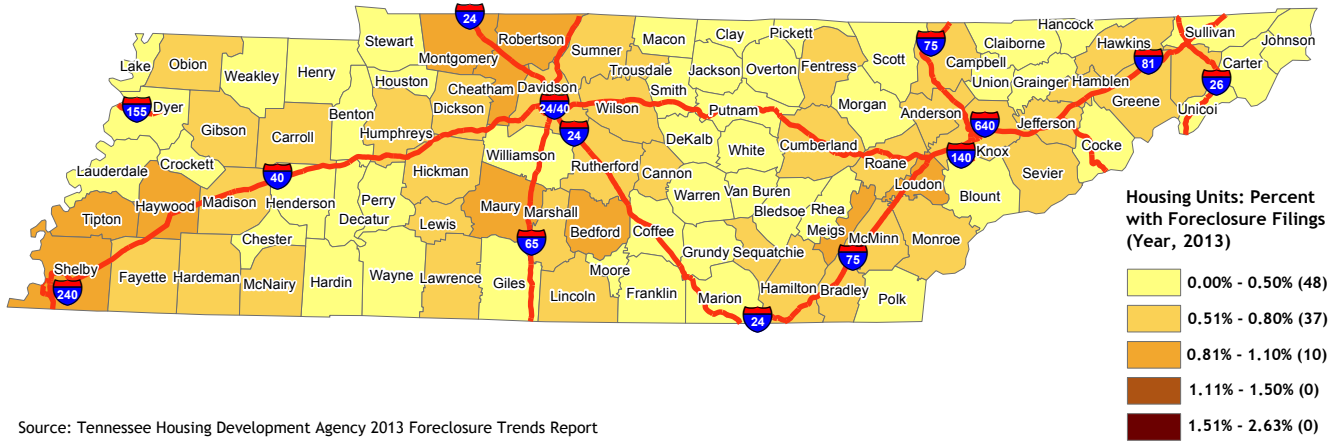 24
Stewart
Montgomery
Robertson
Sumner
Macon
Clay
Pickett
Hancock
Sullivan
Johnson
Lake
Obion
Weakley
Henry
Houston
Cheatham
Davidson
Trousdale
Smith
Jackson
Overton
Fentress
Scott
75
Campbell
Claiborne
Hawkins
81
Carter
26
155
Dyer
Gibson
Carroll
Benton
Humphreys
Dickson
24/40
Wilson
Putnam
Morgan
Anderson
Union
Grainger
Hamblen
Greene
Unicoi
Lauderdale
Crockett
40
Williamson
24
Rutherford
Cannon
DeKalb
White
Cumberland
Roane
640
140
Knox
Jefferson
Cocke
Tipton
Haywood
Madison
Henderson
Decatur
Perry
Hickman
Lewis
Maury
Marshall
Bedford
Coffee
Warren
Van Buren
Bledsoe
Rhea
Meigs
Loudon
Blount
Sevier
Shelby
240
Fayette
Hardeman
Chester
McNairy
Hardin
Wayne
Lawrence
65
Giles
Moore
Lincoln
Franklin
Grundy
Sequatchie
Marion
24
Hamilton
Bradley
75
McMinn
Monroe
Polk
Housing Units: Percent
with Foreclosure Filings
(Year, 2013)
0.00% - 0.50% (48)
0.51% - 0.80% (37)
0.81% - 1.10% (10)
1.11% - 1.50% (0)
1.51% - 2.63% (0)
Source: Tennessee Housing Development Agency 2013 Foreclosure Trends Report